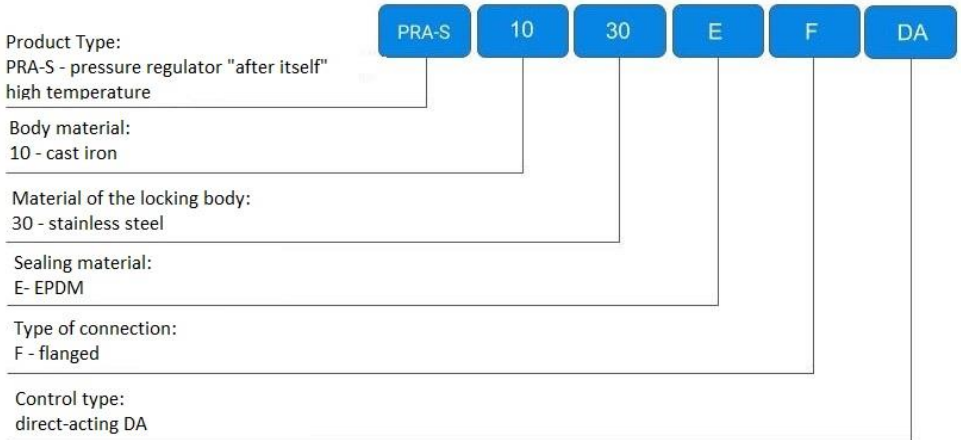 PRA-S 10 30 E F DA
Product Type:
PRA-S - pressure regulator "after itself"
high temperature
Body material:
10 - cast iron
Material of the locking body:
30 - stainless steel
Sealing material:
E- EPDM
Type of connection:
F - flanged
Control type:
direct-acting DA